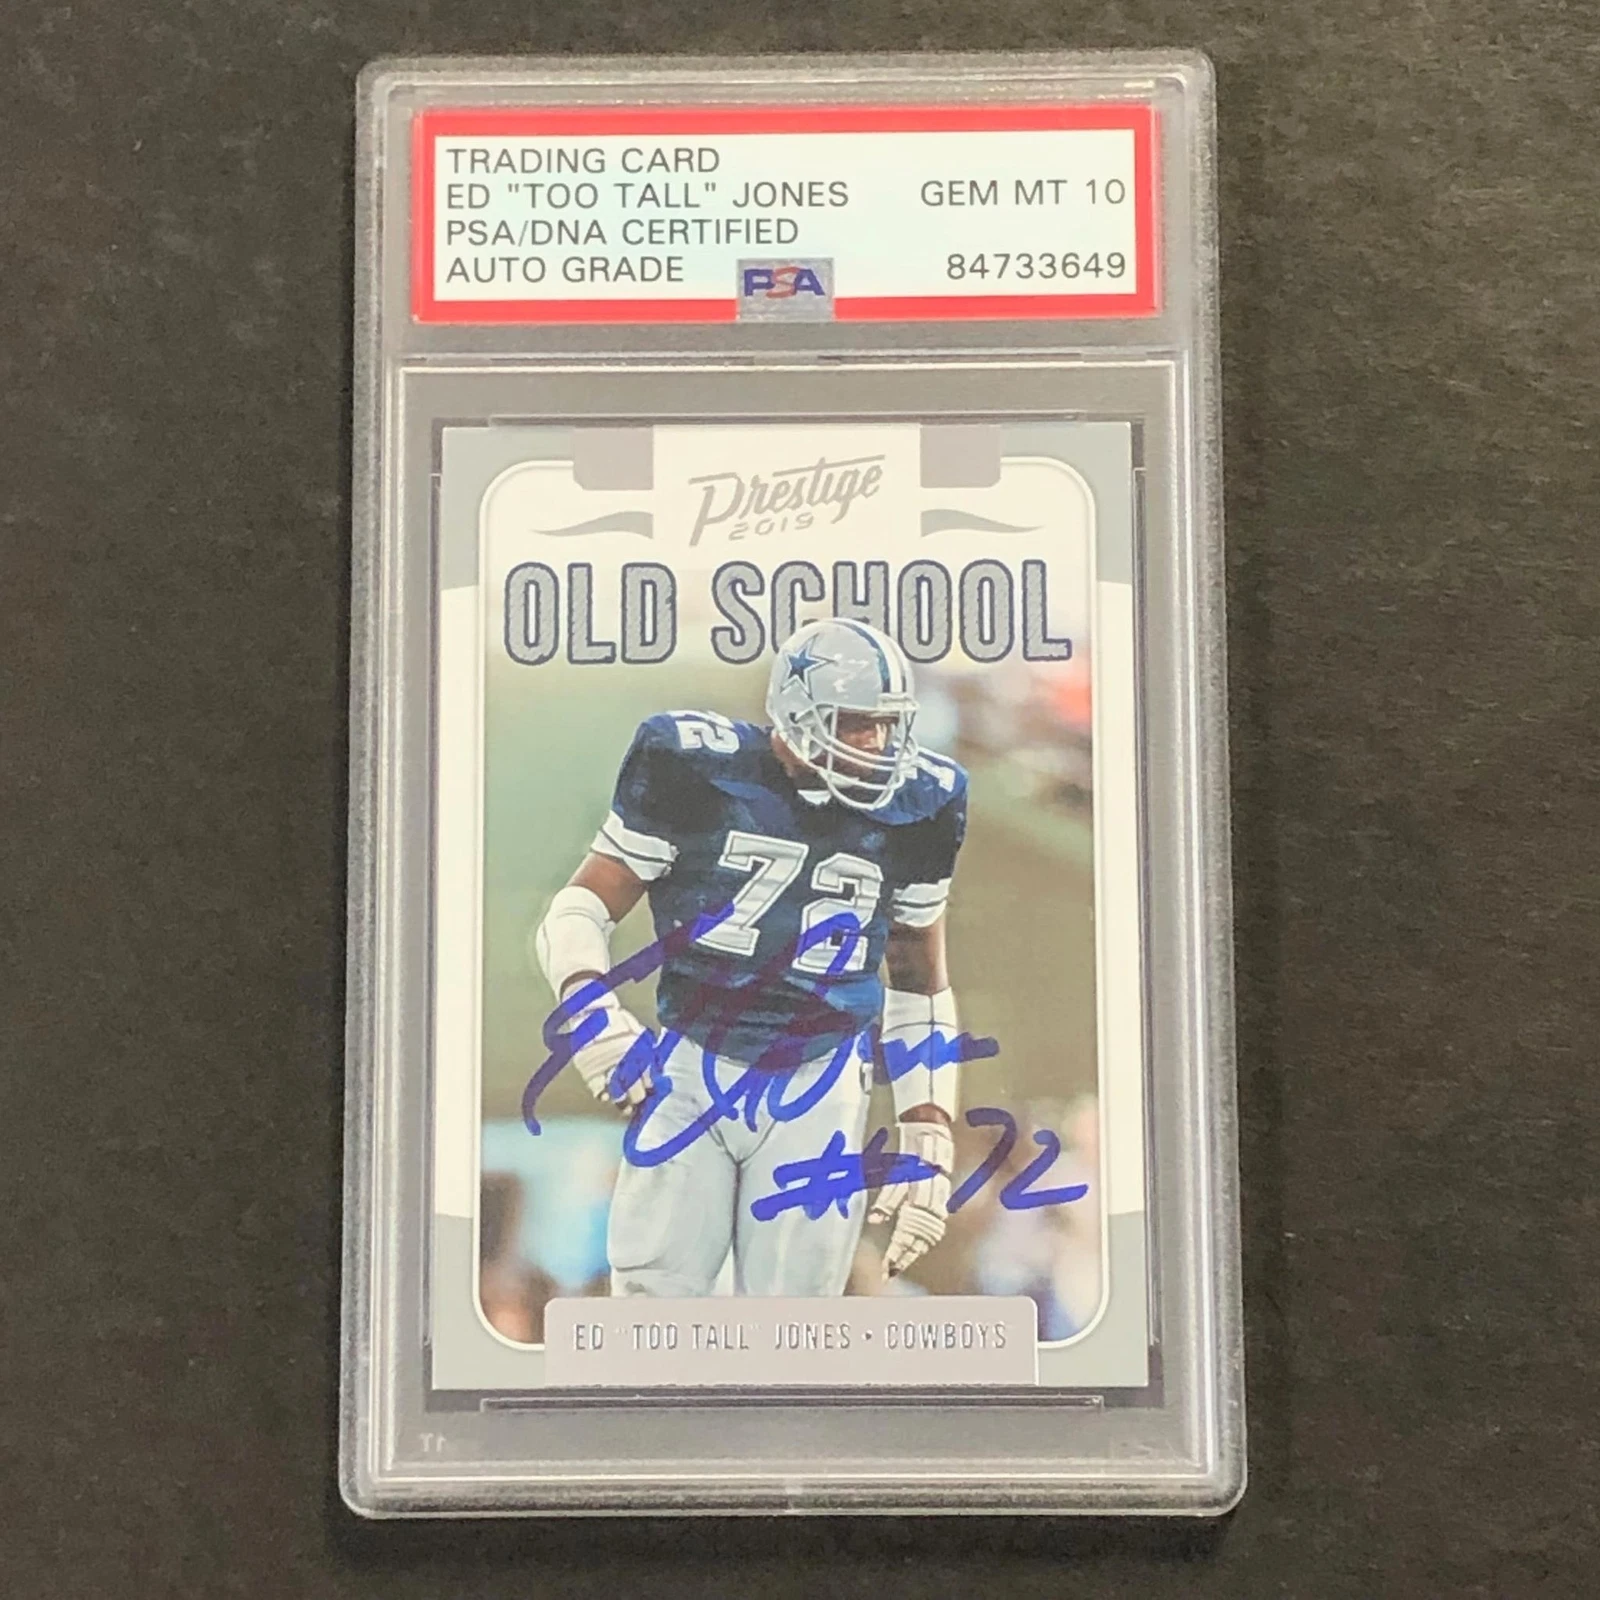 TRADING CARD
ED "TOO TALL" JONES GEM MT 10
PSA/DNA CERTIFIED
AUTO GRADE 84733649
PSA
Prestige
2019
OLD SCHOOL
72
72
#72
ED "TOO TALL" JONES • COWBOYS